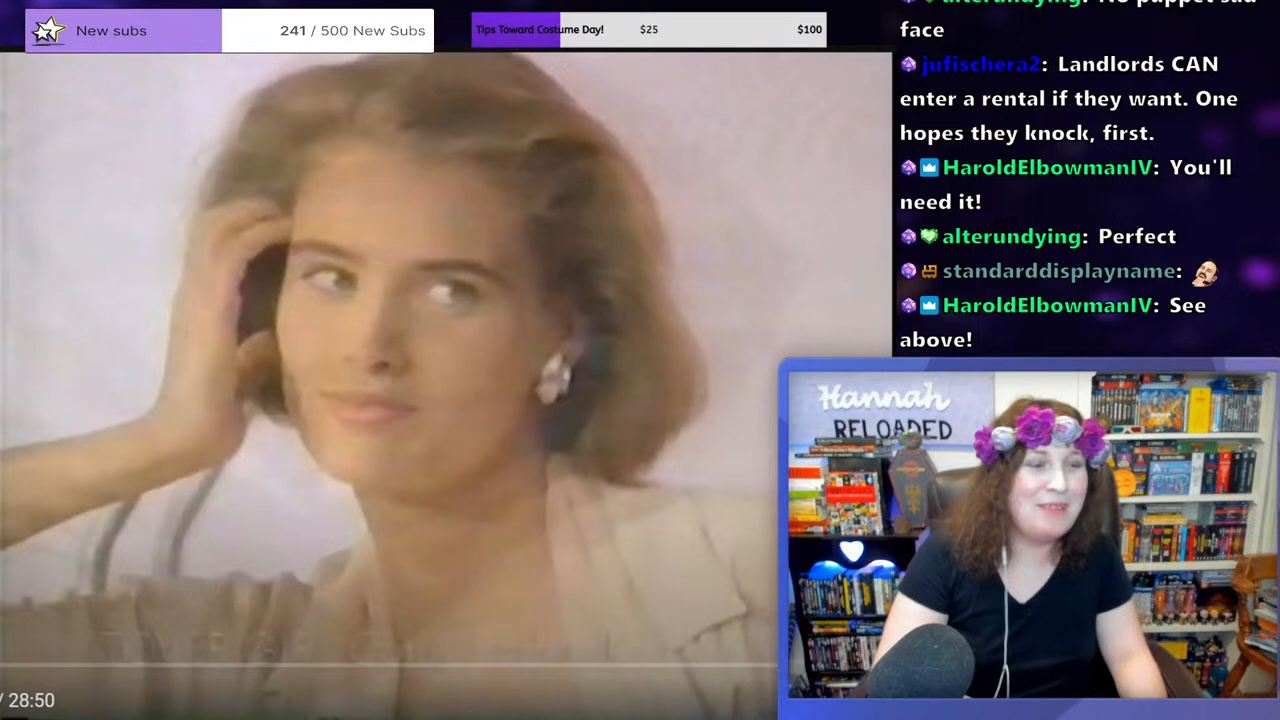 New subs
241 / 500 New Subs
Tips Toward Costume Day!
$25
$100
face
jufischera2: Landlords CAN
enter a rental if they want. One
hopes they knock, first.
HaroldElbowmanIV: You'll
need it!
alterundying: Perfect
standarddisplayname:
HaroldElbowmanIV: See
above!
Hannah
RELOADED
/ 28:50